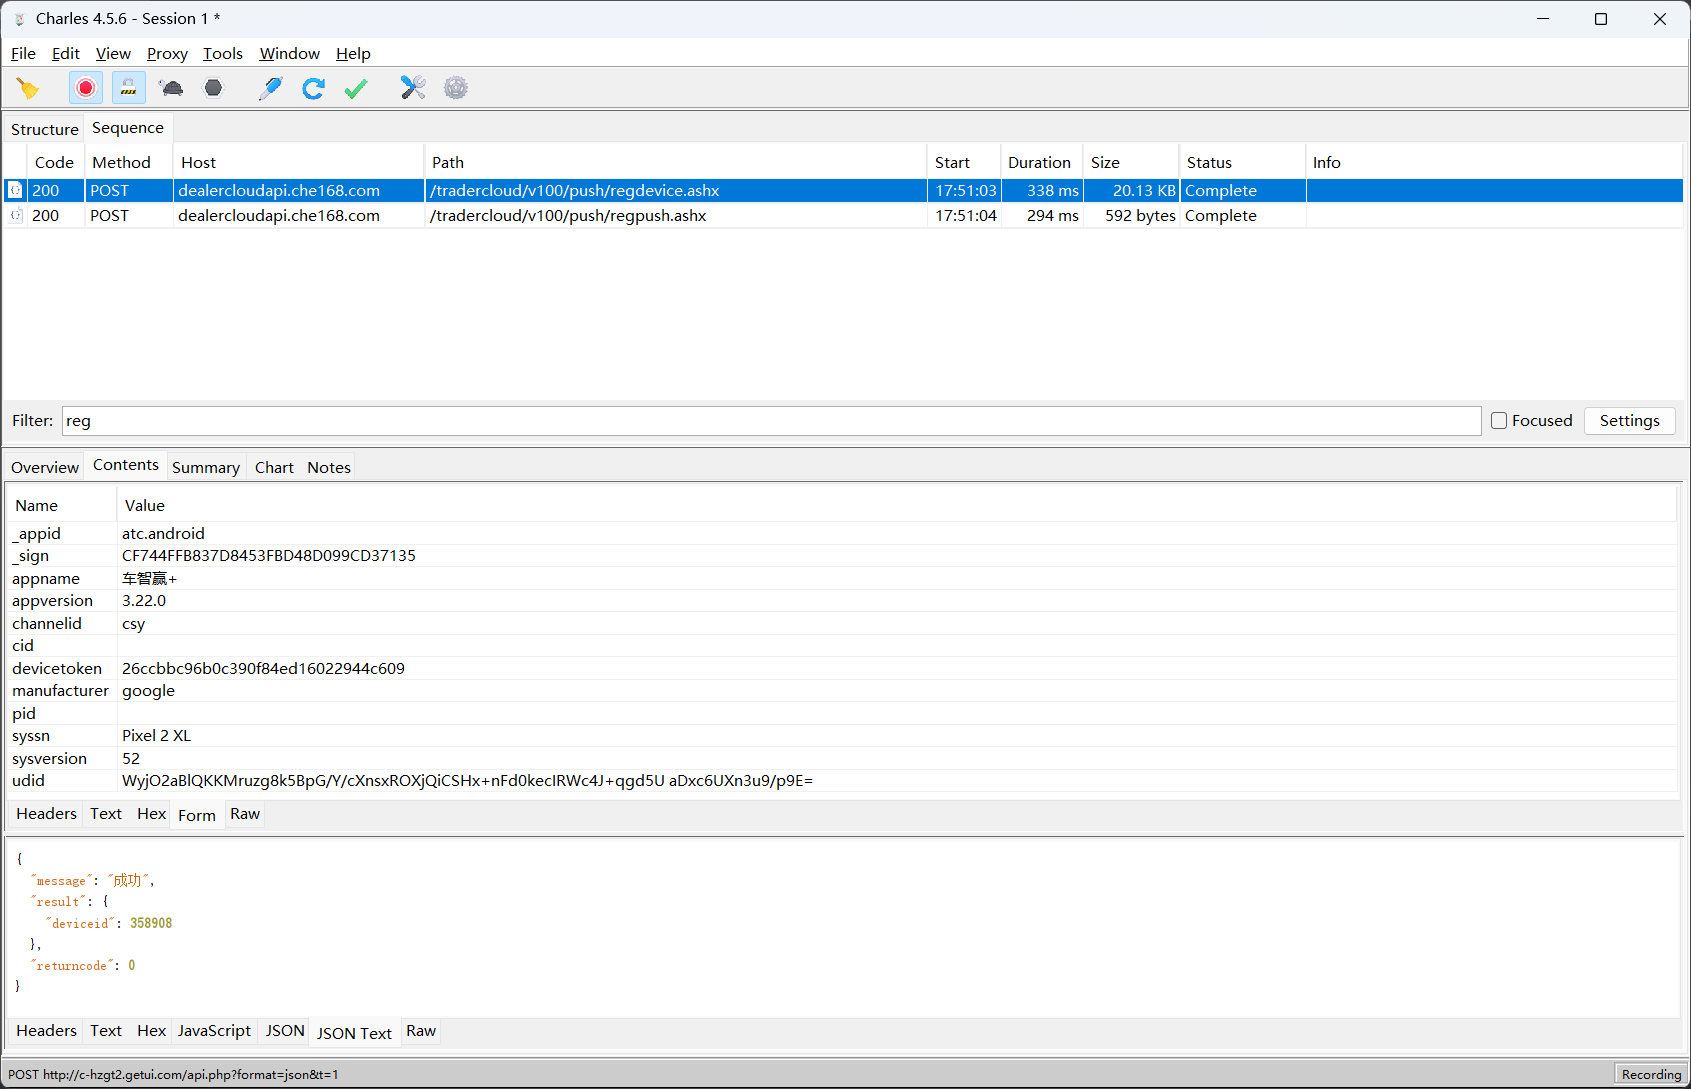 Charles 4.5.6 - Session 1 *
File Edit View Proxy Tools Window Help
Structure Sequence
Code Method Host Path Start Duration Size Status Info
200 POST dealercloudapi.che168.com /tradercloud/v100/push/regdevice.ashx 17:51:03 338 ms 20.13 KB Complete
200 POST dealercloudapi.che168.com /tradercloud/v100/push/regpush.ashx 17:51:04 294 ms 592 bytes Complete
Filter: reg Focused Settings
Overview Contents Summary Chart Notes
Name Value
_appid atc.android
_sign CF744FFB837D8453FBD48D099CD37135
appname 车智赢+
appversion 3.22.0
channelid csy
cid
devicetoken 26ccbbc96b0c390f84ed16022944c609
manufacturer google
pid
syssn Pixel 2 XL
sysversion 52
udid WyjO2aBlQKKMruzg8k5BpG/Y/cXnsxROXjQiCSHx+nFd0kecIRWc4J+qgd5U aDxc6UXn3u9/p9E=
Headers Text Hex Form Raw
{
"message": "成功",
"result": {
"deviceid": 358908
},
"returncode": 0
}
Headers Text Hex JavaScript JSON JSON Text Raw
POST http://c-hzgt2.getui.com/api.php?format=json&t=1 Recording